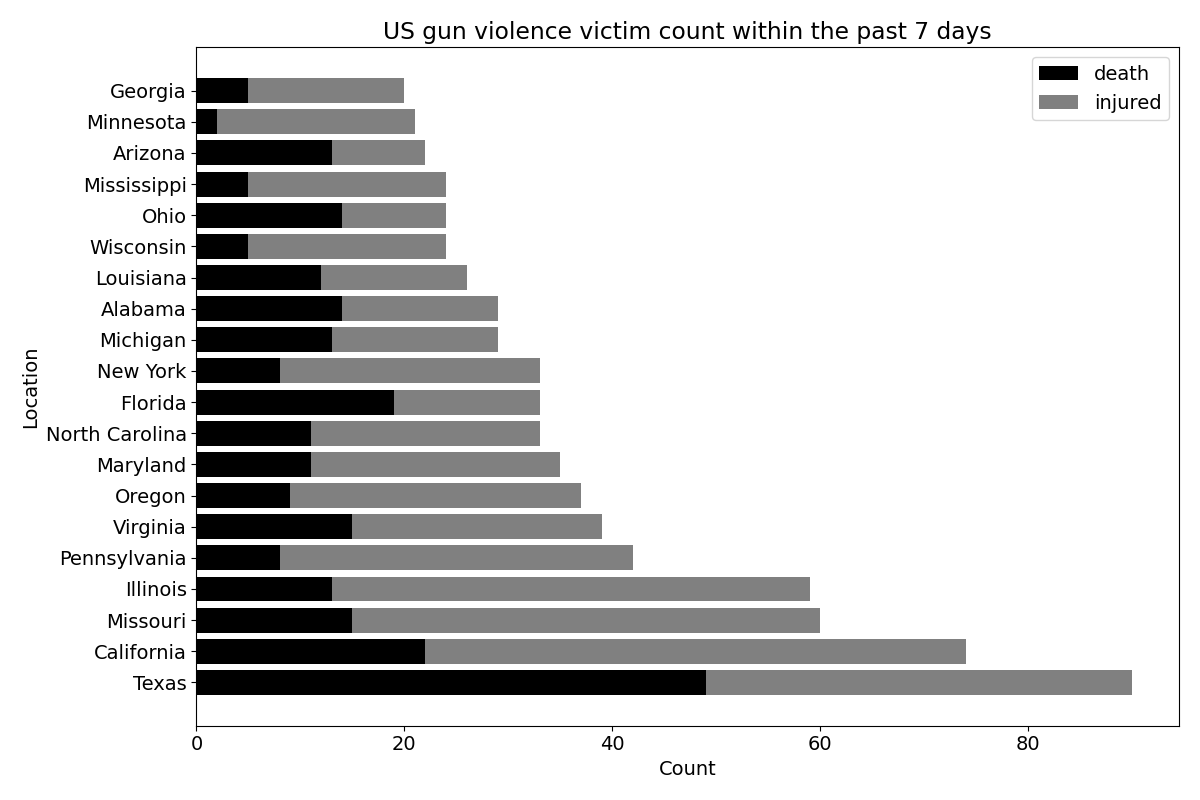 US gun violence victim count within the past 7 days
death
injured
Georgia
Minnesota
Arizona
Mississippi
Ohio
Wisconsin
Louisiana
Alabama
Michigan
New York
Florida
North Carolina
Maryland
Oregon
Virginia
Pennsylvania
Illinois
Missouri
California
Texas
Location
0 20 40 60 80
Count